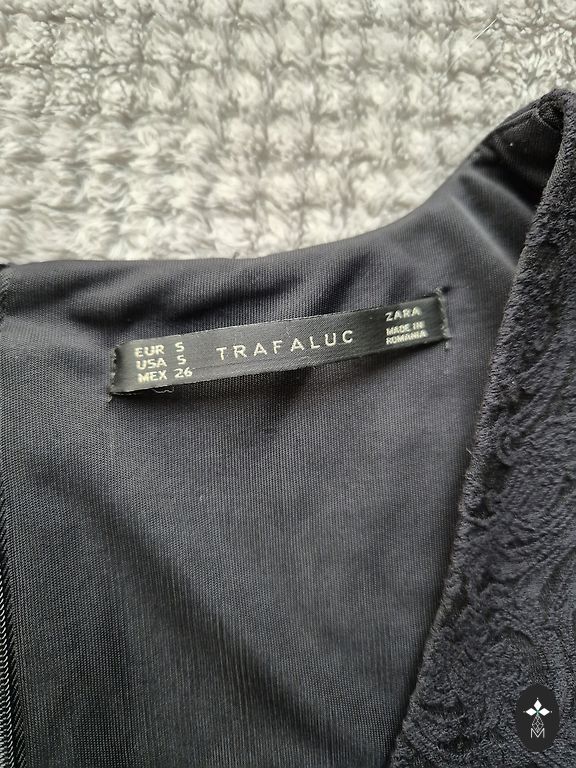 EUR S
USA S
MEX 26
TRAFALUC
ZARA
MADE IN
ROMANIA
M